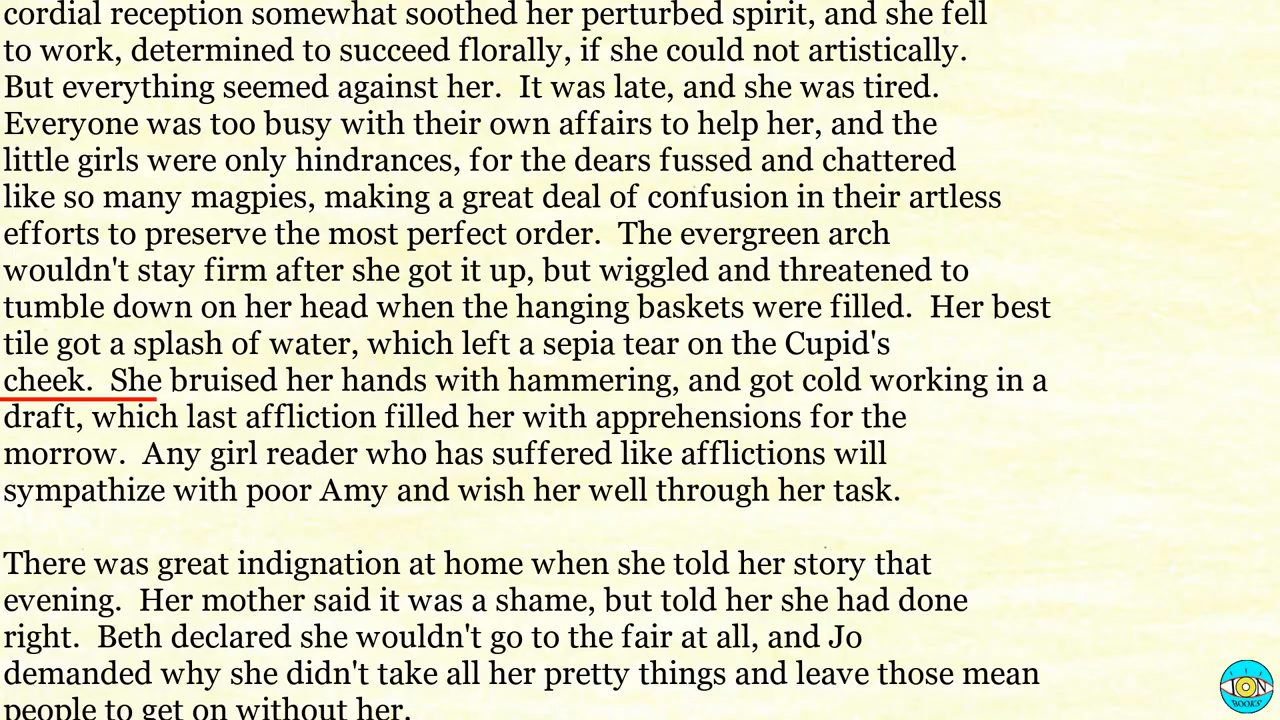 cordial reception somewhat soothed her perturbed spirit, and she fell
to work, determined to succeed florally, if she could not artistically.
But everything seemed against her.  It was late, and she was tired.
Everyone was too busy with their own affairs to help her, and the
little girls were only hindrances, for the dears fussed and chattered
like so many magpies, making a great deal of confusion in their artless
efforts to preserve the most perfect order.  The evergreen arch
wouldn't stay firm after she got it up, but wiggled and threatened to
tumble down on her head when the hanging baskets were filled.  Her best
tile got a splash of water, which left a sepia tear on the Cupid's
cheek.  She bruised her hands with hammering, and got cold working in a
draft, which last affliction filled her with apprehensions for the
morrow.  Any girl reader who has suffered like afflictions will
sympathize with poor Amy and wish her well through her task.
There was great indignation at home when she told her story that
evening.  Her mother said it was a shame, but told her she had done
right.  Beth declared she wouldn't go to the fair at all, and Jo
demanded why she didn't take all her pretty things and leave those mean
people to get on without her.
ION
BOOKS